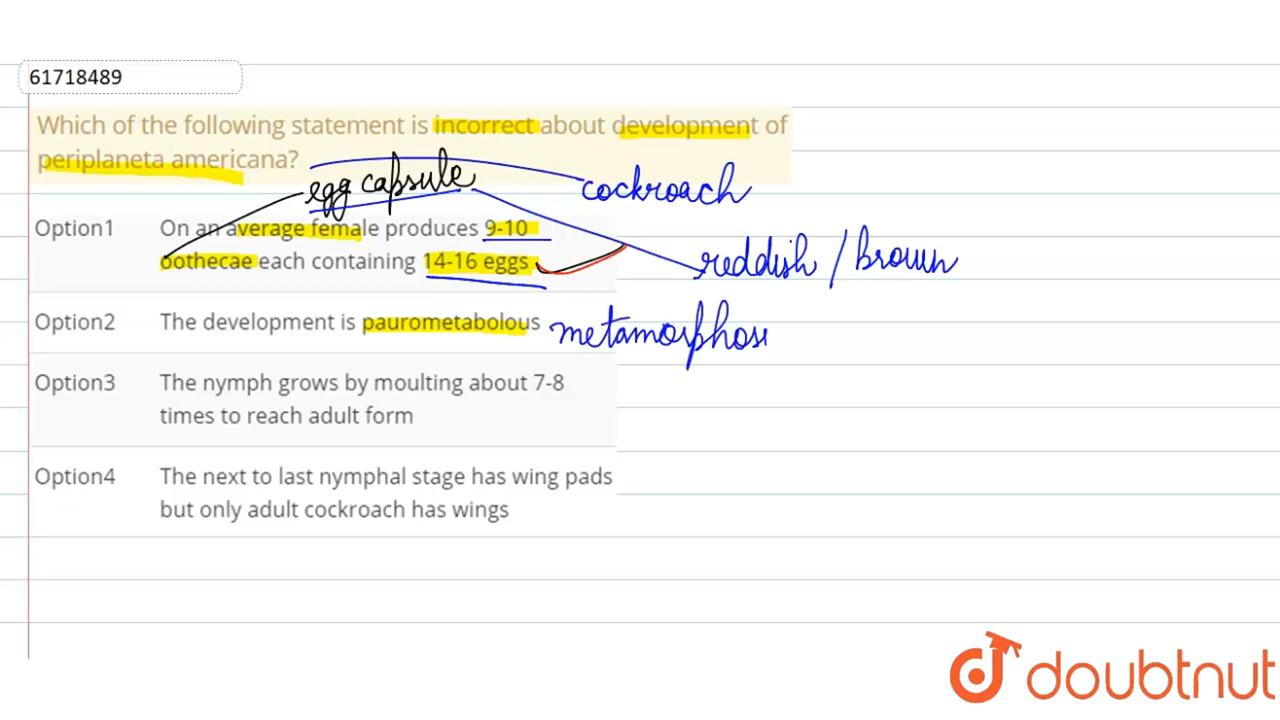 61718489
Which of the following statement is incorrect about development of
periplaneta americana?
egg capsule
cockroach
Option1 On an average female produces 9-10
oothecae each containing 14-16 eggs
reddish / brown
Option2 The development is paurometabolous
metamorphosi
Option3 The nymph grows by moulting about 7-8
times to reach adult form
Option4 The next to last nymphal stage has wing pads
but only adult cockroach has wings
doubtnut